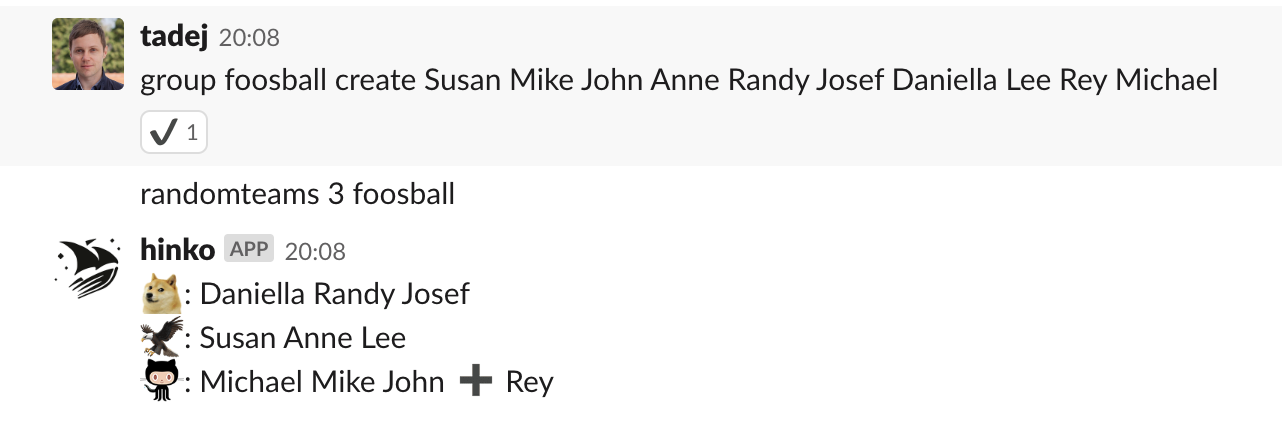 tadej 20:08
group foosball create Susan Mike John Anne Randy Josef Daniella Lee Rey Michael
✔ 1
randomteams 3 foosball
hinko APP 20:08
: Daniella Randy Josef
: Susan Anne Lee
: Michael Mike John ➕ Rey